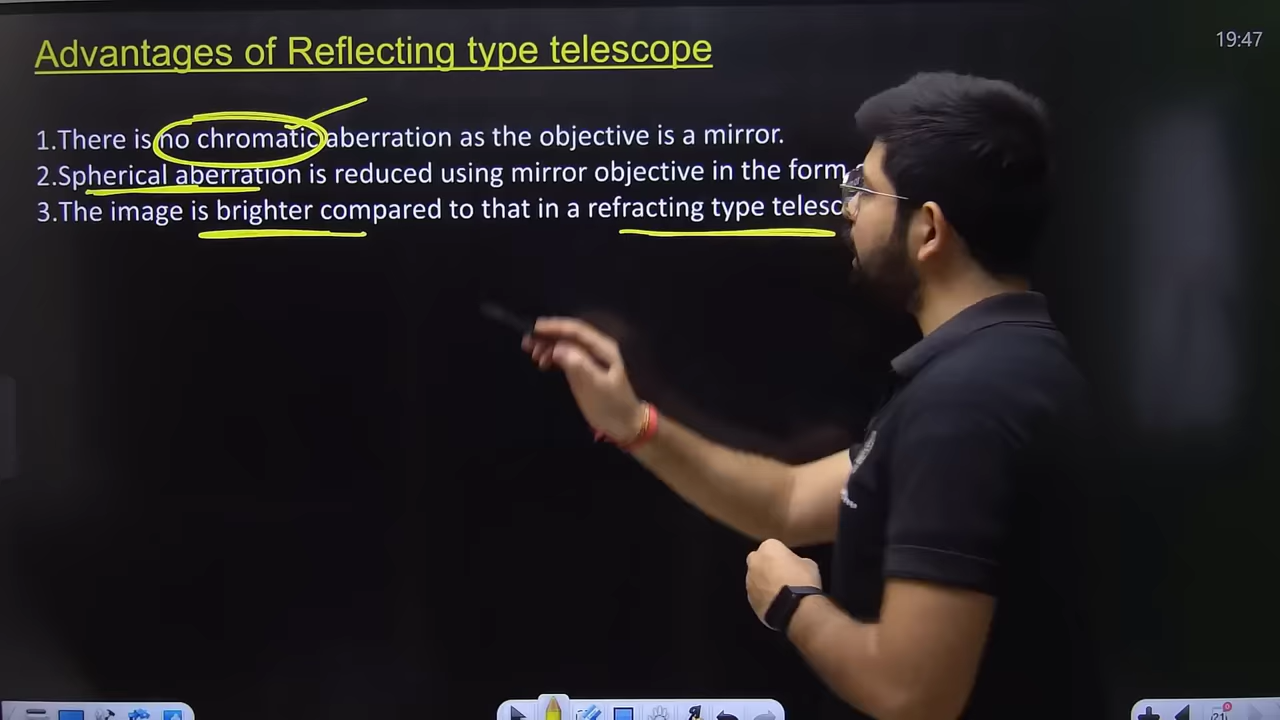 Advantages of Reflecting type telescope
19:47
1.There is no chromatic aberration as the objective is a mirror.
2.Spherical aberration is reduced using mirror objective in the form
3.The image is brighter compared to that in a refracting type